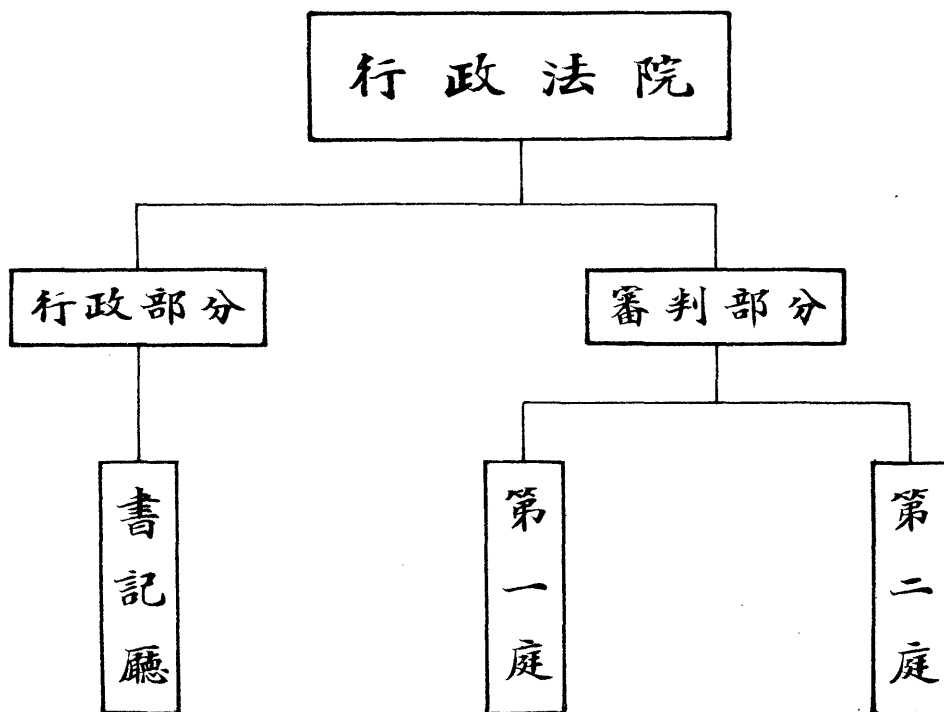 行政法院
行政部分
審判部分
書記廳
第一庭
第二庭